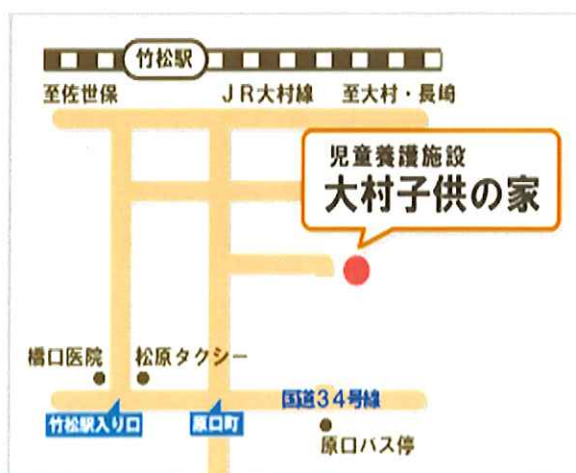 竹松駅
至佐世保
JR大村線
至大村・長崎
児童養護施設
大村子供の家
橋口医院
松原タクシー
国道34号線
竹松駅入り口
原口町
原口バス停